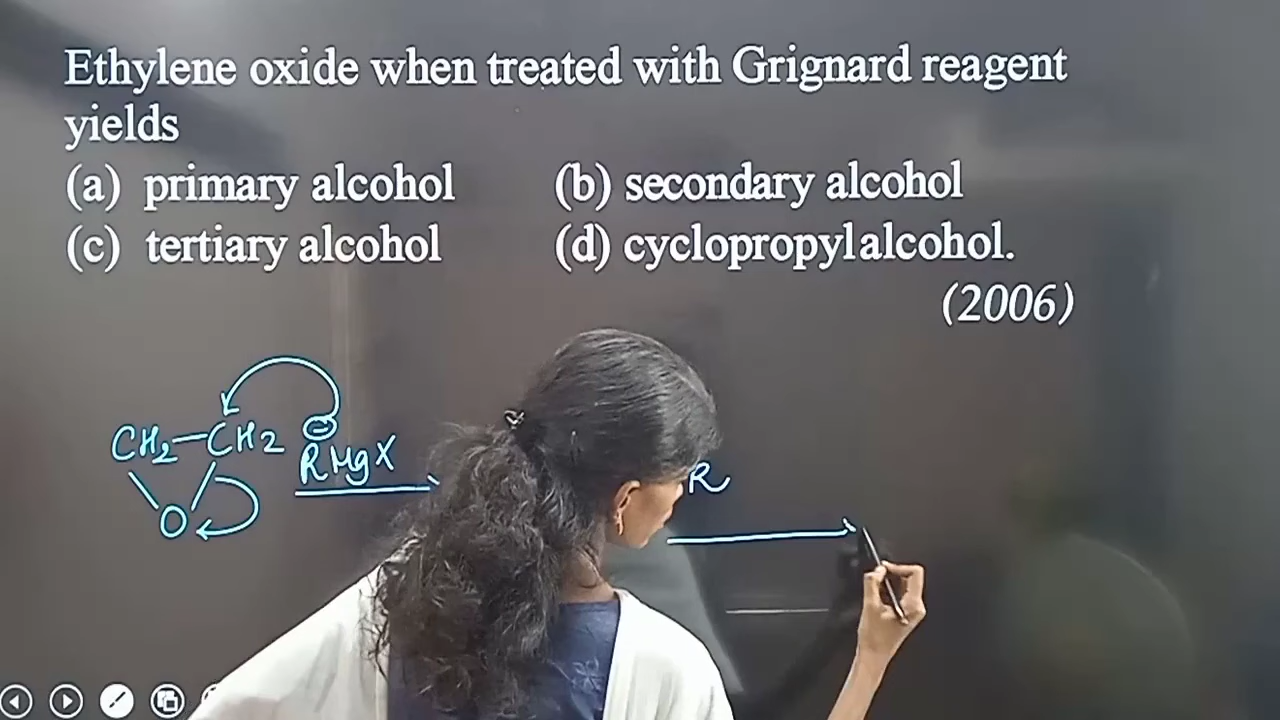 Ethylene oxide when treated with Grignard reagent
yields
(a) primary alcohol (b) secondary alcohol
(c) tertiary alcohol (d) cyclopropylalcohol.
(2006)
CH2—CH2 ⊖
RMgX
O
R